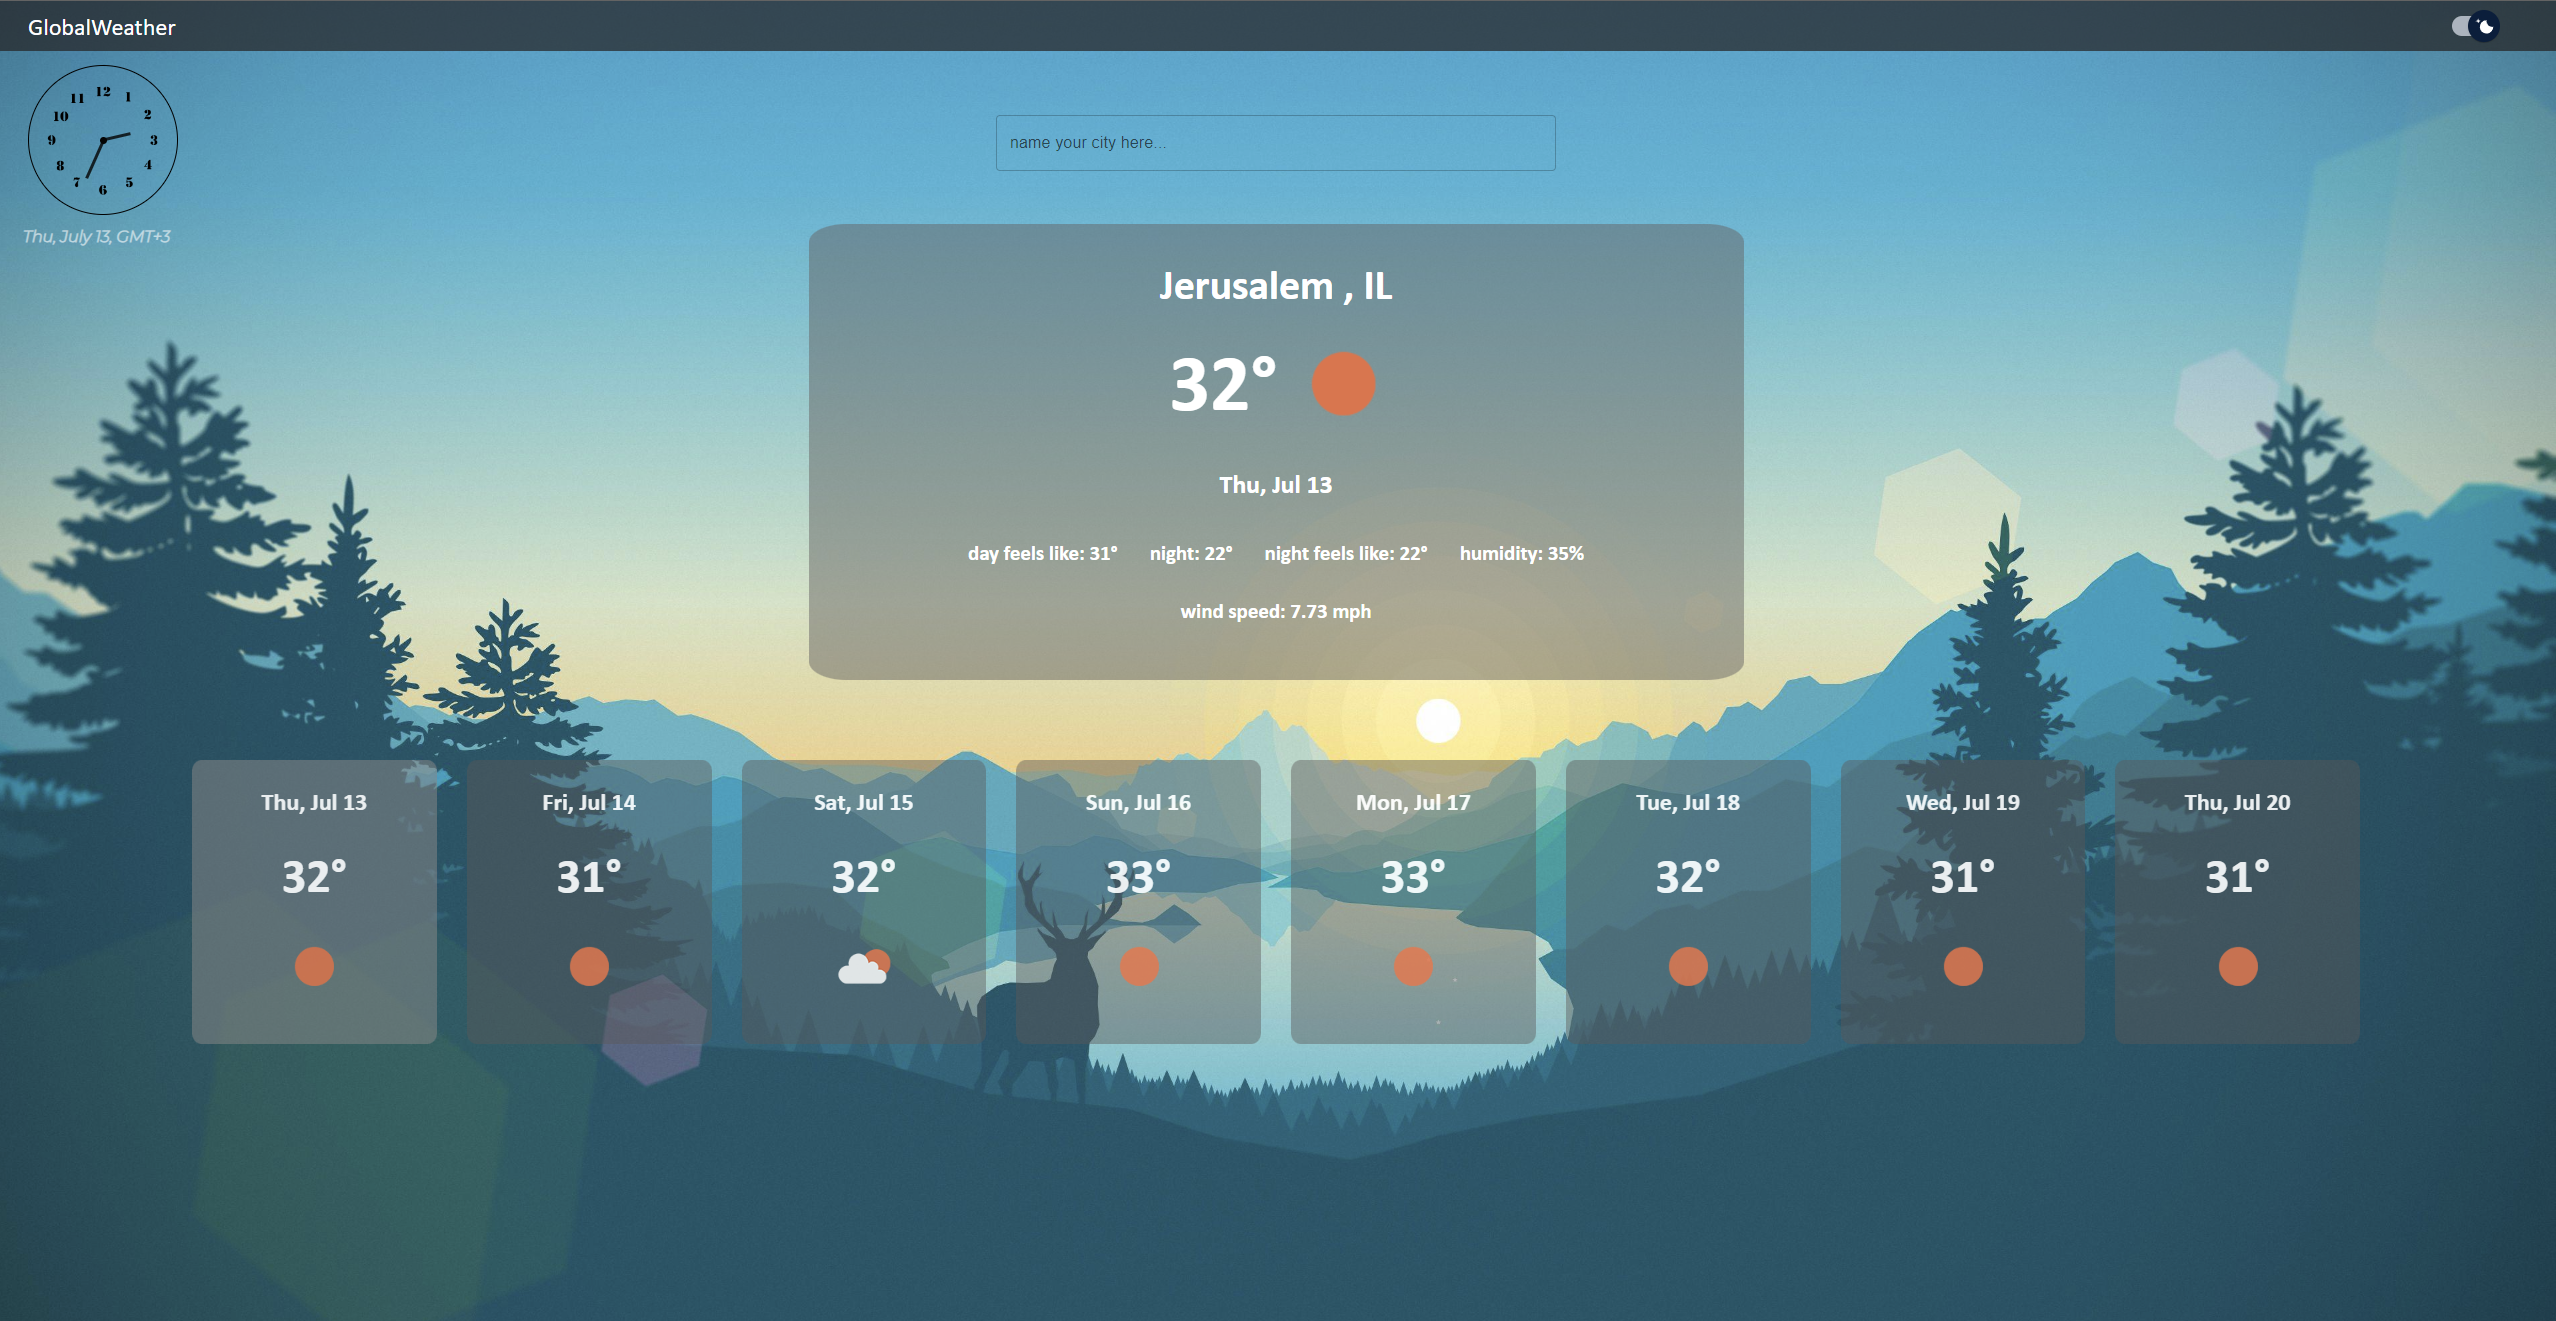 GlobalWeather
12
11 1
10 2
9 3
8 4
7 5
6
Thu, July 13, GMT+3
name your city here...
Jerusalem , IL
32°
Thu, Jul 13
day feels like: 31° night: 22° night feels like: 22° humidity: 35%
wind speed: 7.73 mph
Thu, Jul 13
32°
Fri, Jul 14
31°
Sat, Jul 15
32°
Sun, Jul 16
33°
Mon, Jul 17
33°
Tue, Jul 18
32°
Wed, Jul 19
31°
Thu, Jul 20
31°